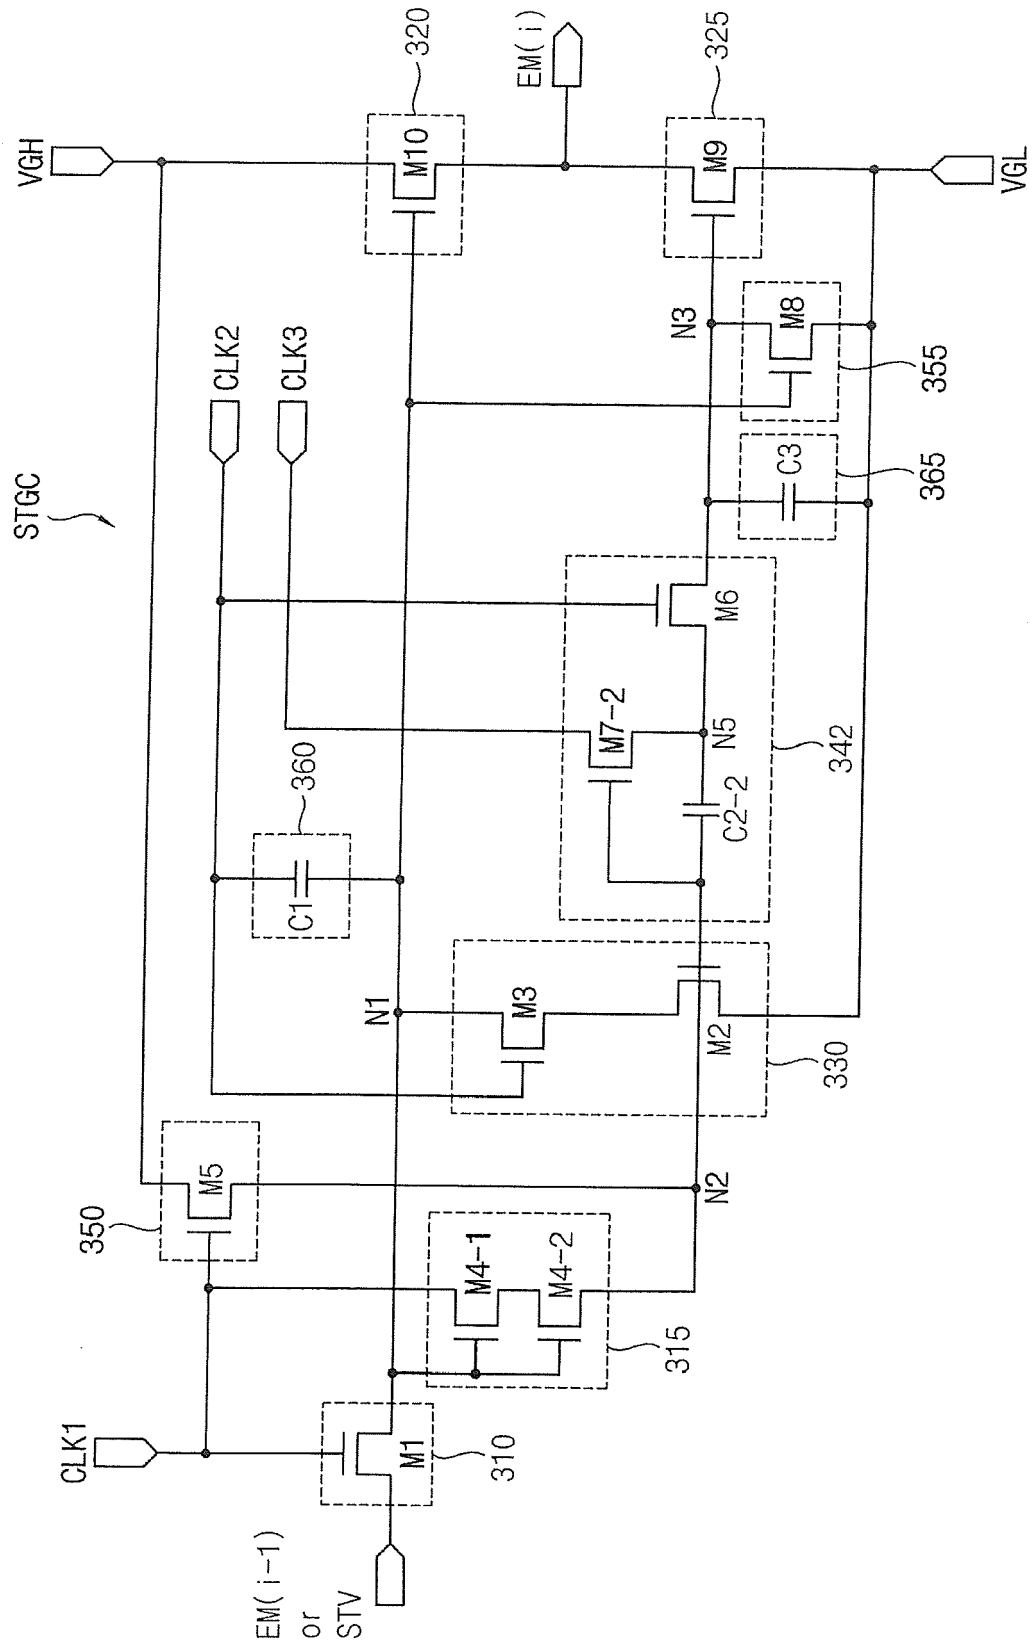 STGC
VGH
CLK2
CLK3
CLK1
EM(i-1)
or
STV
350
M5
360
C1
320
M10
EM(i)
N1
310
M1
315
M4-1
M4-2
N2
330
M3
M2
342
M7-2
C2-2
N5
M6
365
C3
355
M8
N3
325
M9
VGL